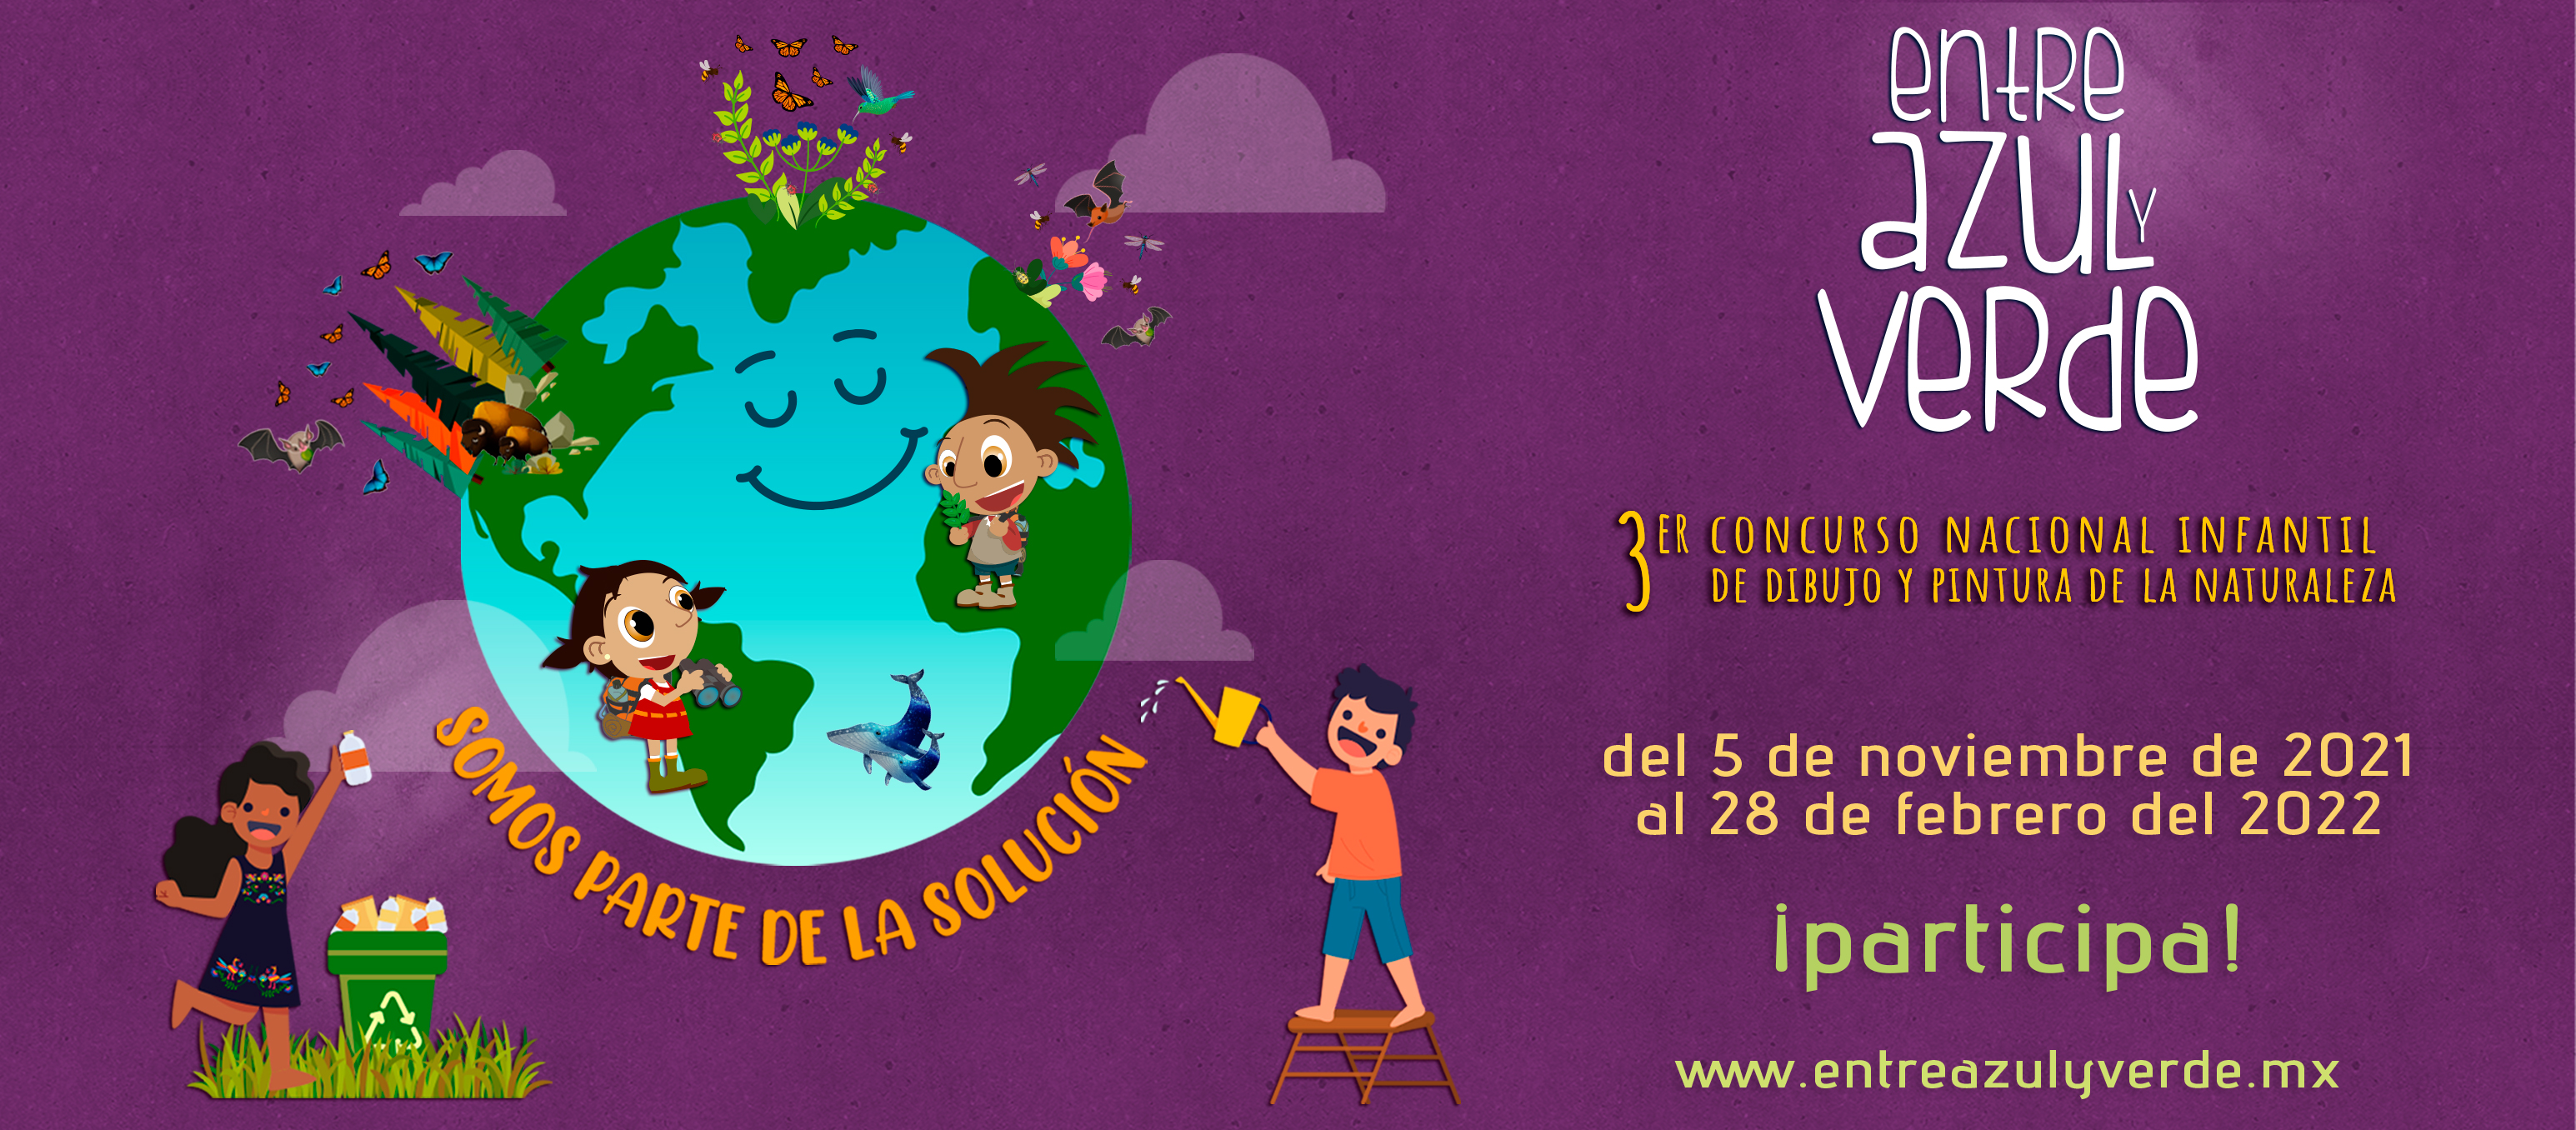 entre
azul y
verde
3ER CONCURSO NACIONAL INFANTIL
DE DIBUJO Y PINTURA DE LA NATURALEZA
del 5 de noviembre de 2021
al 28 de febrero del 2022
¡participa!
www.entreazulyverde.mx
SOMOS PARTE DE LA SOLUCIÓN